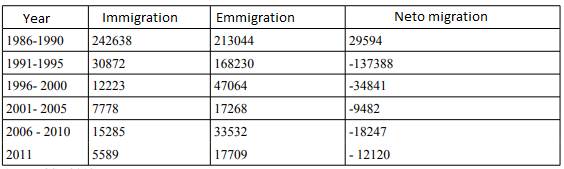 Year Immigration Emmigration Neto migration
1986-1990 242638 213044 29594
1991-1995 30872 168230 -137388
1996- 2000 12223 47064 -34841
2001- 2005 7778 17268 -9482
2006 - 2010 15285 33532 -18247
2011 5589 17709 - 12120